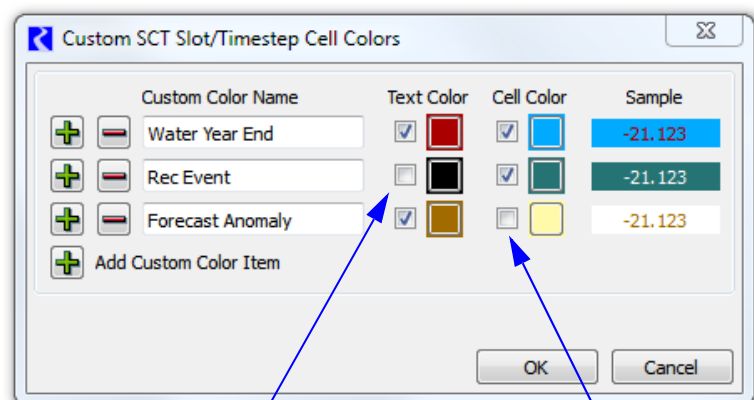 Custom SCT Slot/Timestep Cell Colors
Custom Color Name Text Color Cell Color Sample
Water Year End -21.123
Rec Event -21.123
Forecast Anomaly -21.123
Add Custom Color Item
OK Cancel